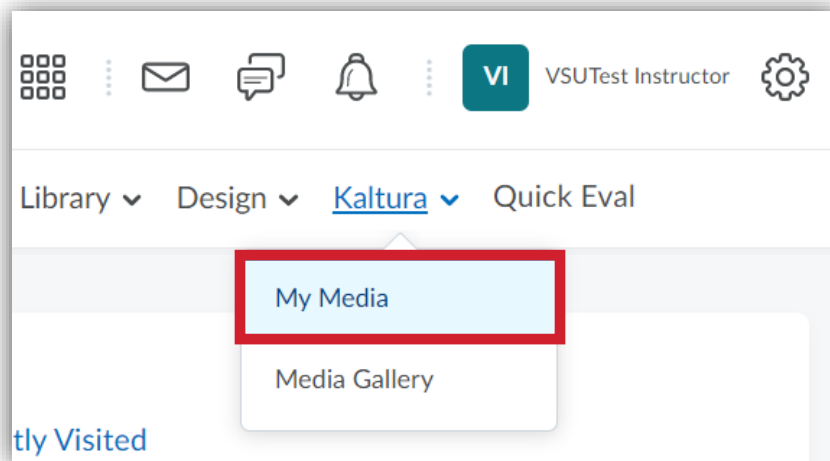 VI VSUTest Instructor
Library Design Kaltura Quick Eval
My Media
Media Gallery
tly Visited